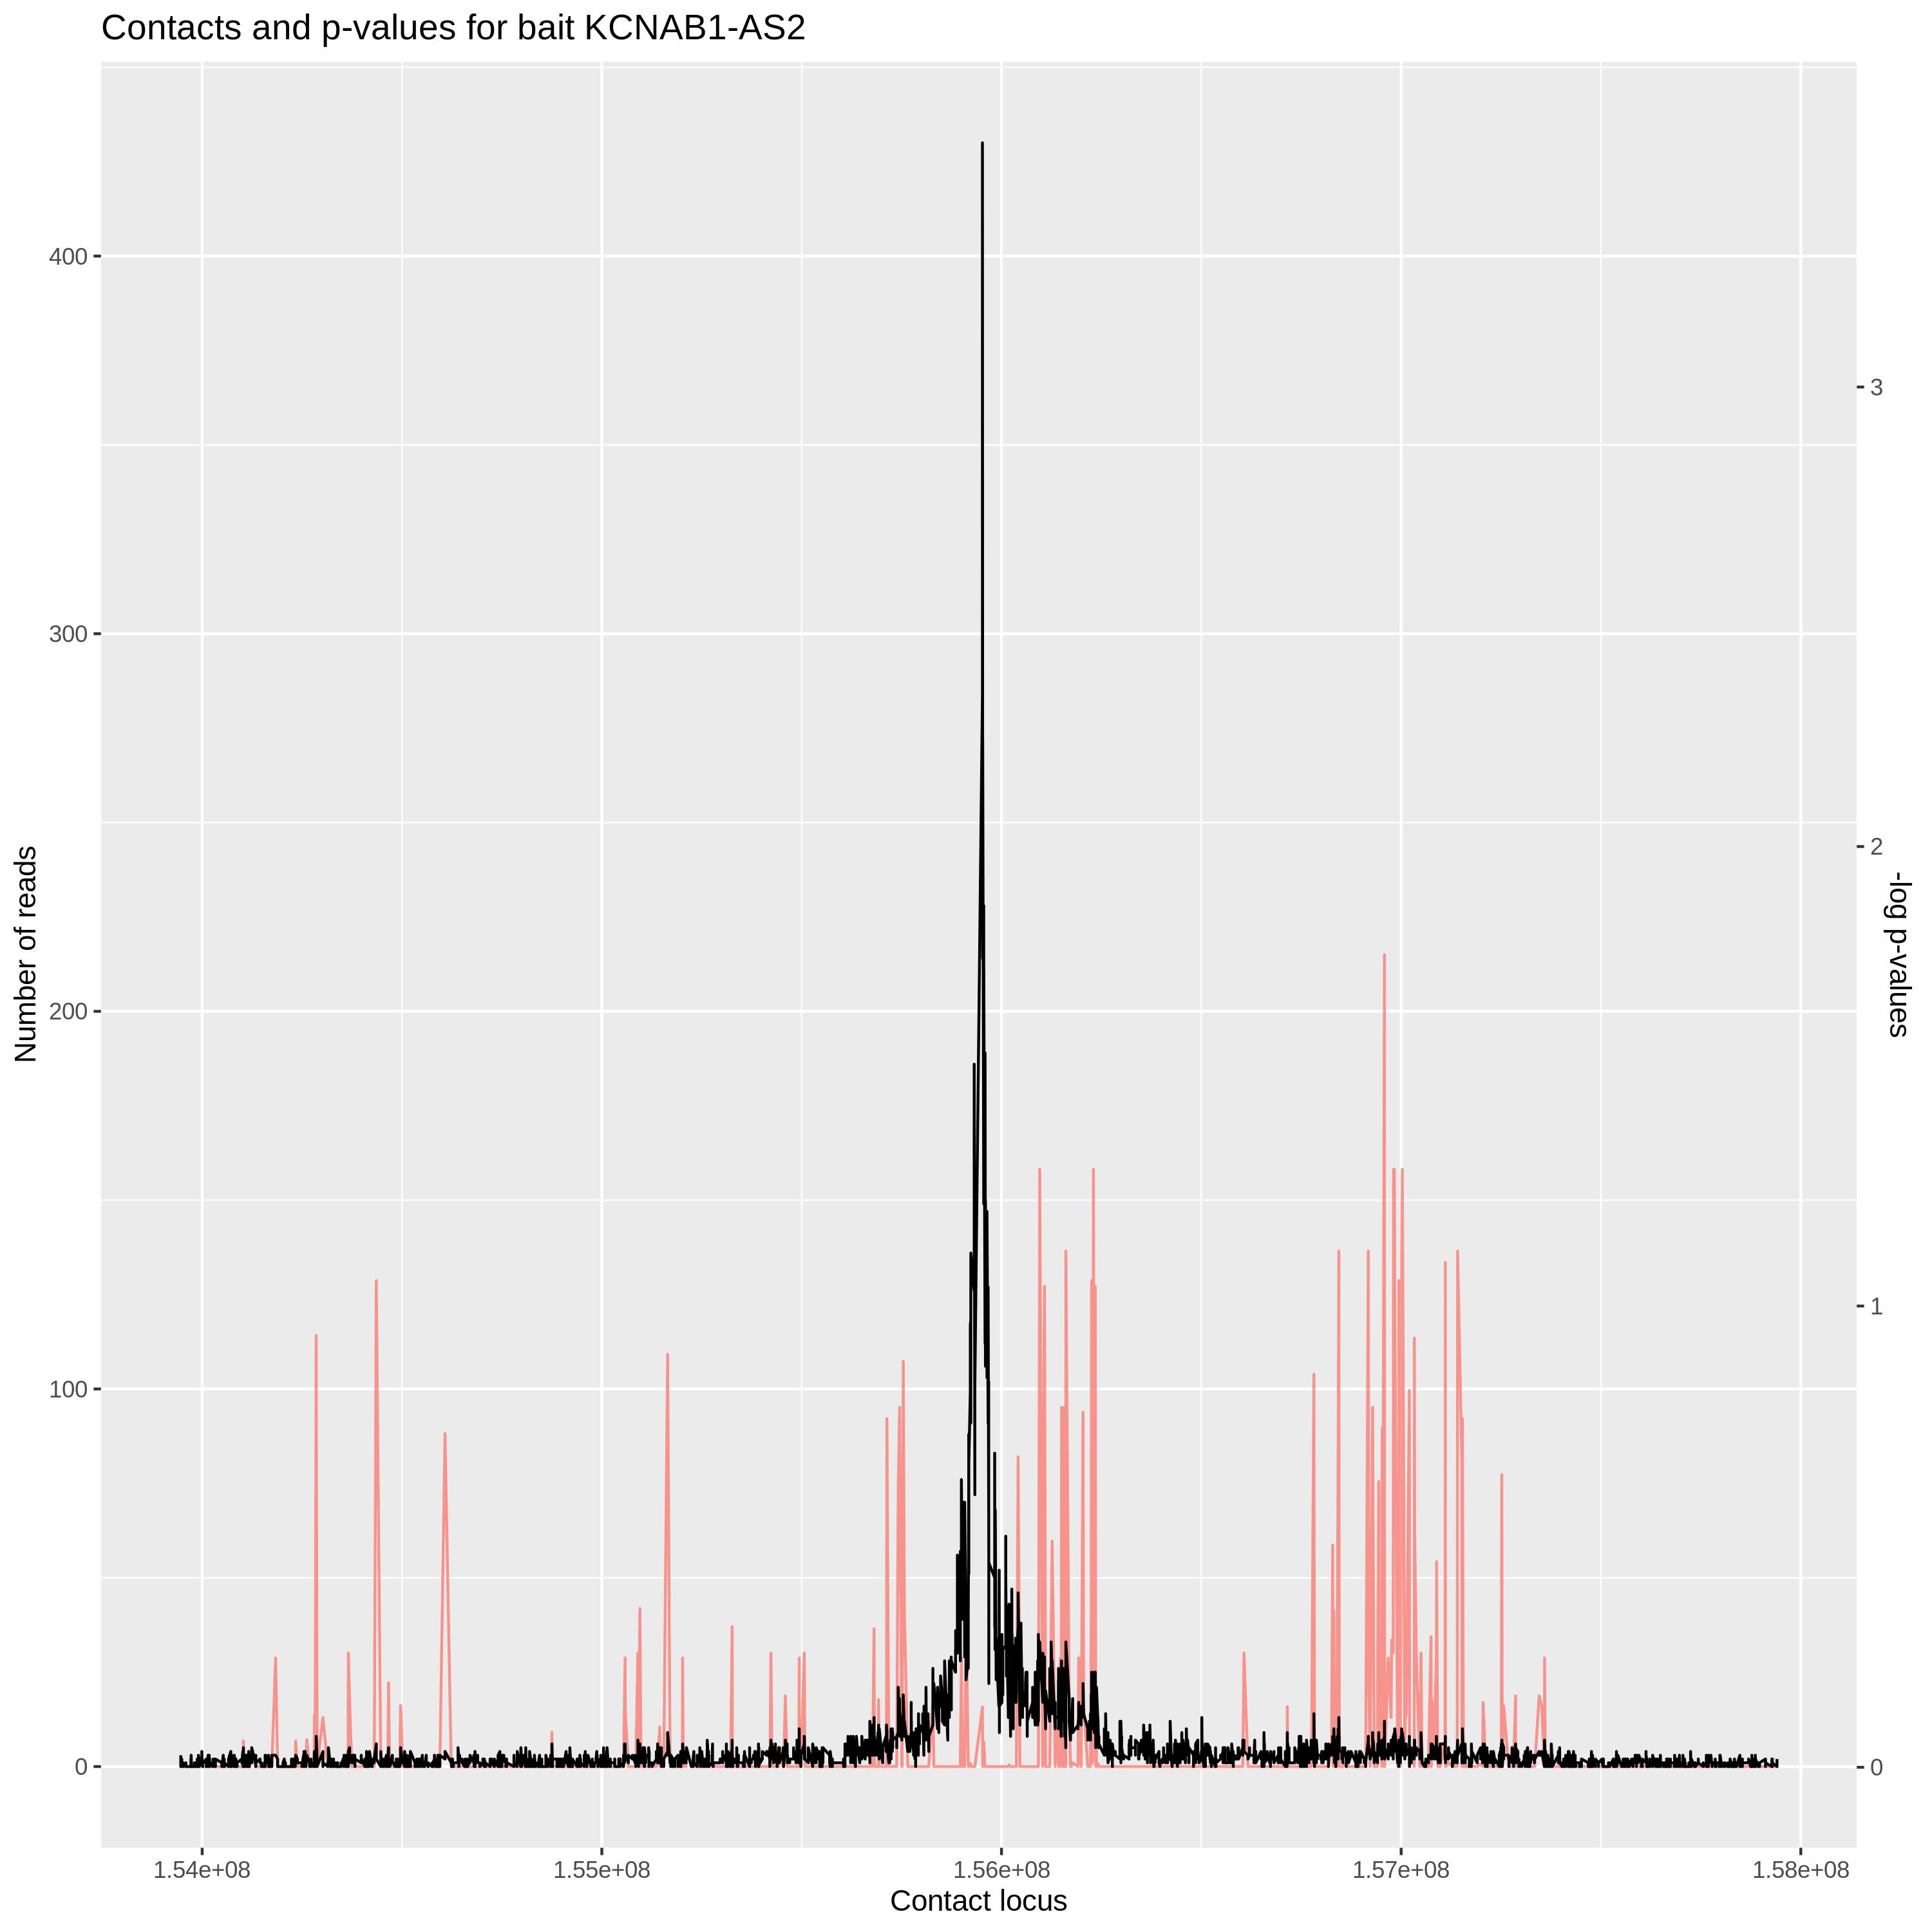 Contacts and p-values for bait KCNAB1-AS2
400
300
200
100
0
Number of reads
3
2
1
0
-log p-values
1.54e+08
1.55e+08
1.56e+08
1.57e+08
1.58e+08
Contact locus